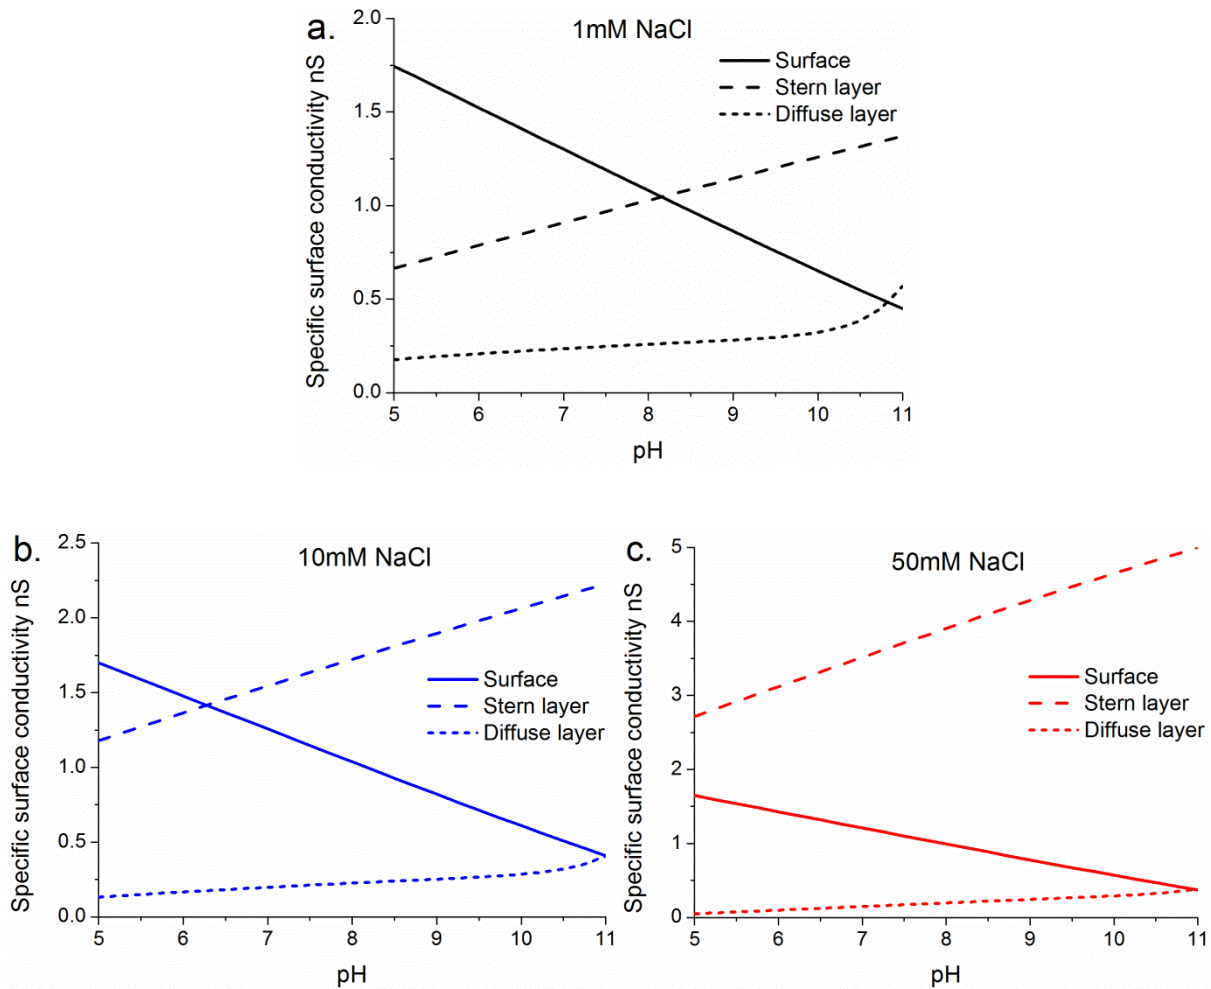 a.
1mM NaCl
Specific surface conductivity nS
2.0
1.5
1.0
0.5
0.0
Surface
Stern layer
Diffuse layer
5 6 7 8 9 10 11
pH
b.
10mM NaCl
Specific surface conductivity nS
2.5
2.0
1.5
1.0
0.5
0.0
Surface
Stern layer
Diffuse layer
5 6 7 8 9 10 11
pH
c.
50mM NaCl
Specific surface conductivity nS
5
4
3
2
1
0
Surface
Stern layer
Diffuse layer
5 6 7 8 9 10 11
pH